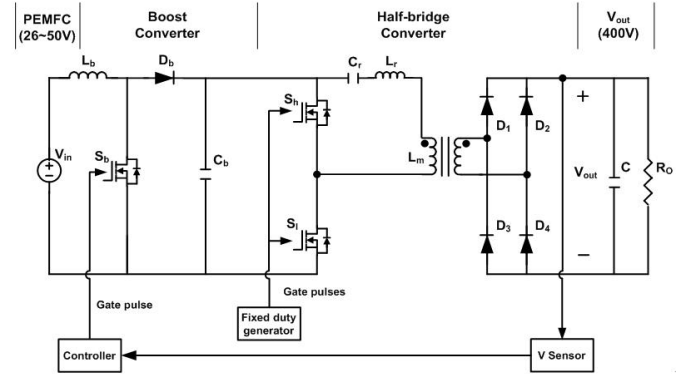 PEMFC
(26~50V)
Boost
Converter
Half-bridge
Converter
Vout
(400V)
Lb
Db
Cr
Lr
Sh
D1
D2
+
Vin
Sb
Cb
Lm
Vout
C
RO
Sl
D3
D4
−
Gate pulse
Gate pulses
Fixed duty
generator
Controller
V Sensor